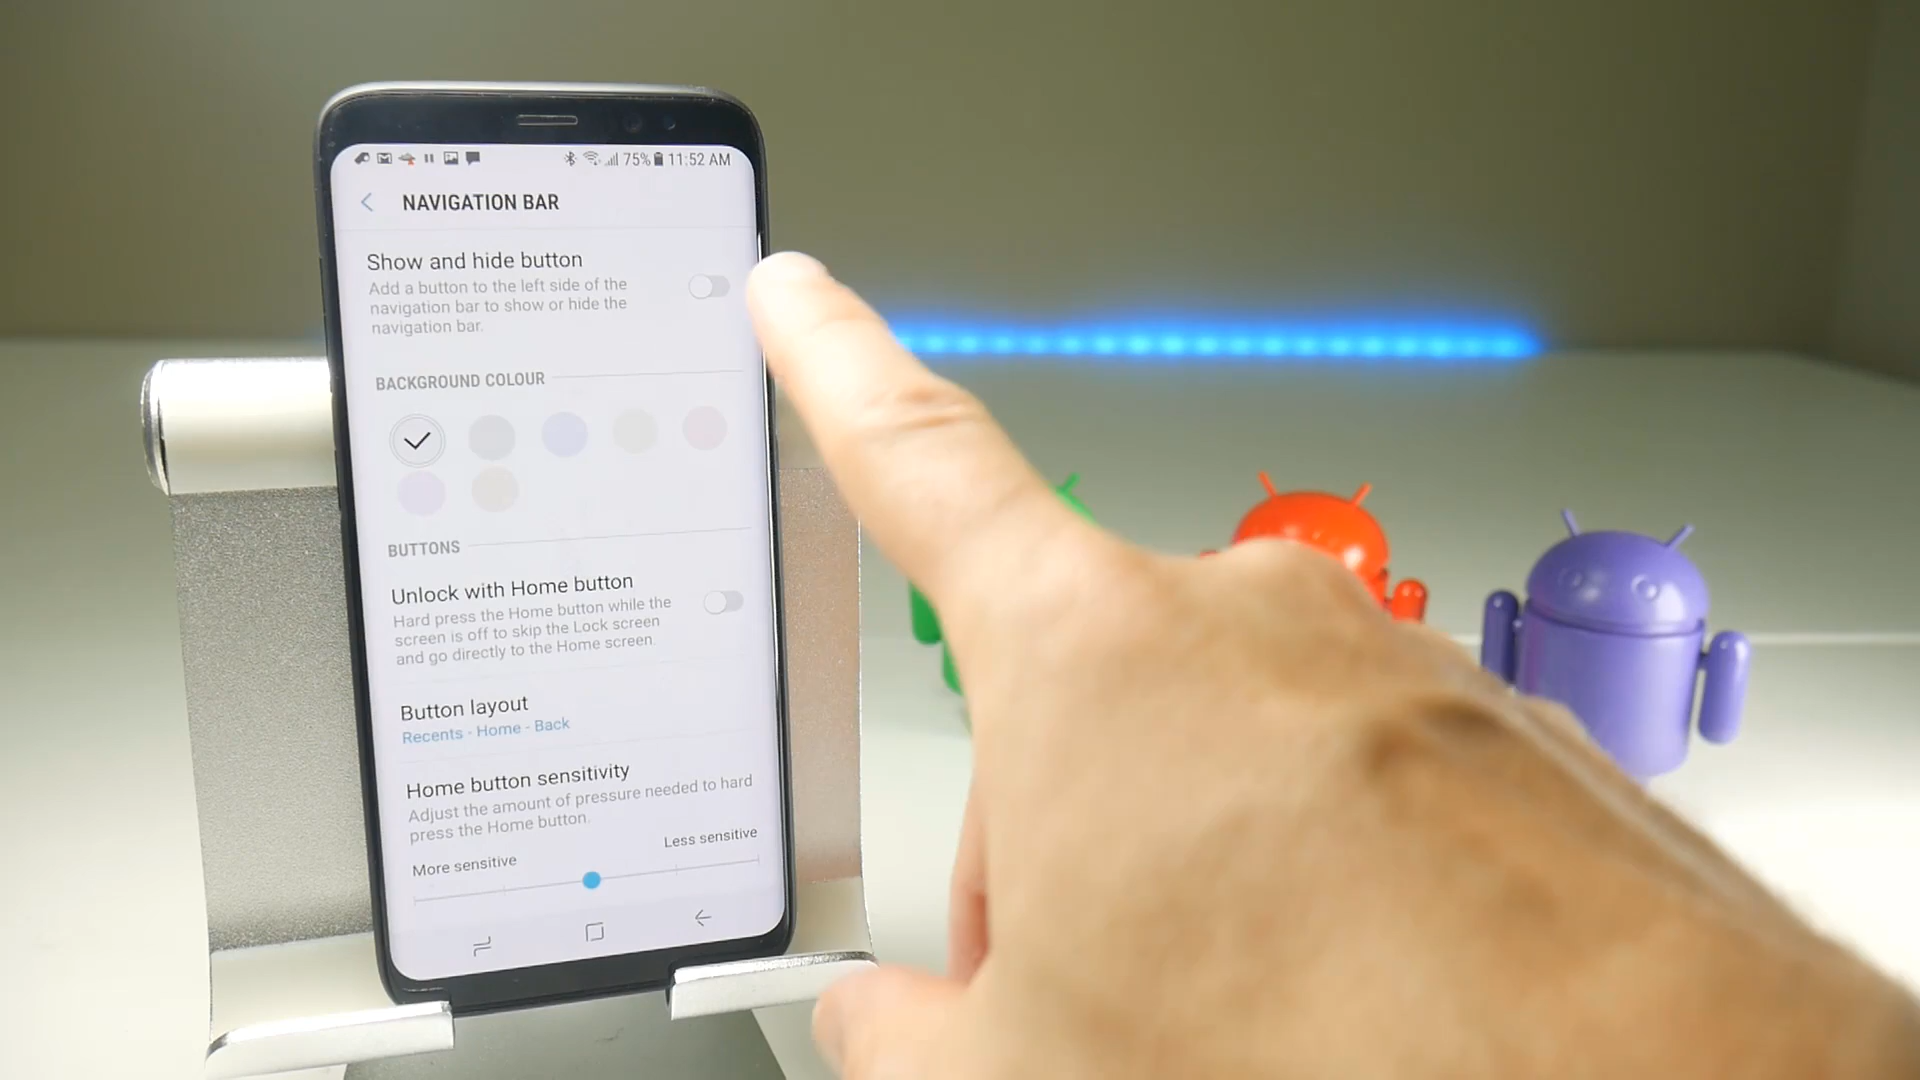 75% 11:52 AM
NAVIGATION BAR
Show and hide button
Add a button to the left side of the
navigation bar to show or hide the
navigation bar.
BACKGROUND COLOUR
BUTTONS
Unlock with Home button
Hard press the Home button while the
screen is off to skip the Lock screen
and go directly to the Home screen.
Button layout
Recents - Home - Back
Home button sensitivity
Adjust the amount of pressure needed to hard
press the Home button.
More sensitive
Less sensitive